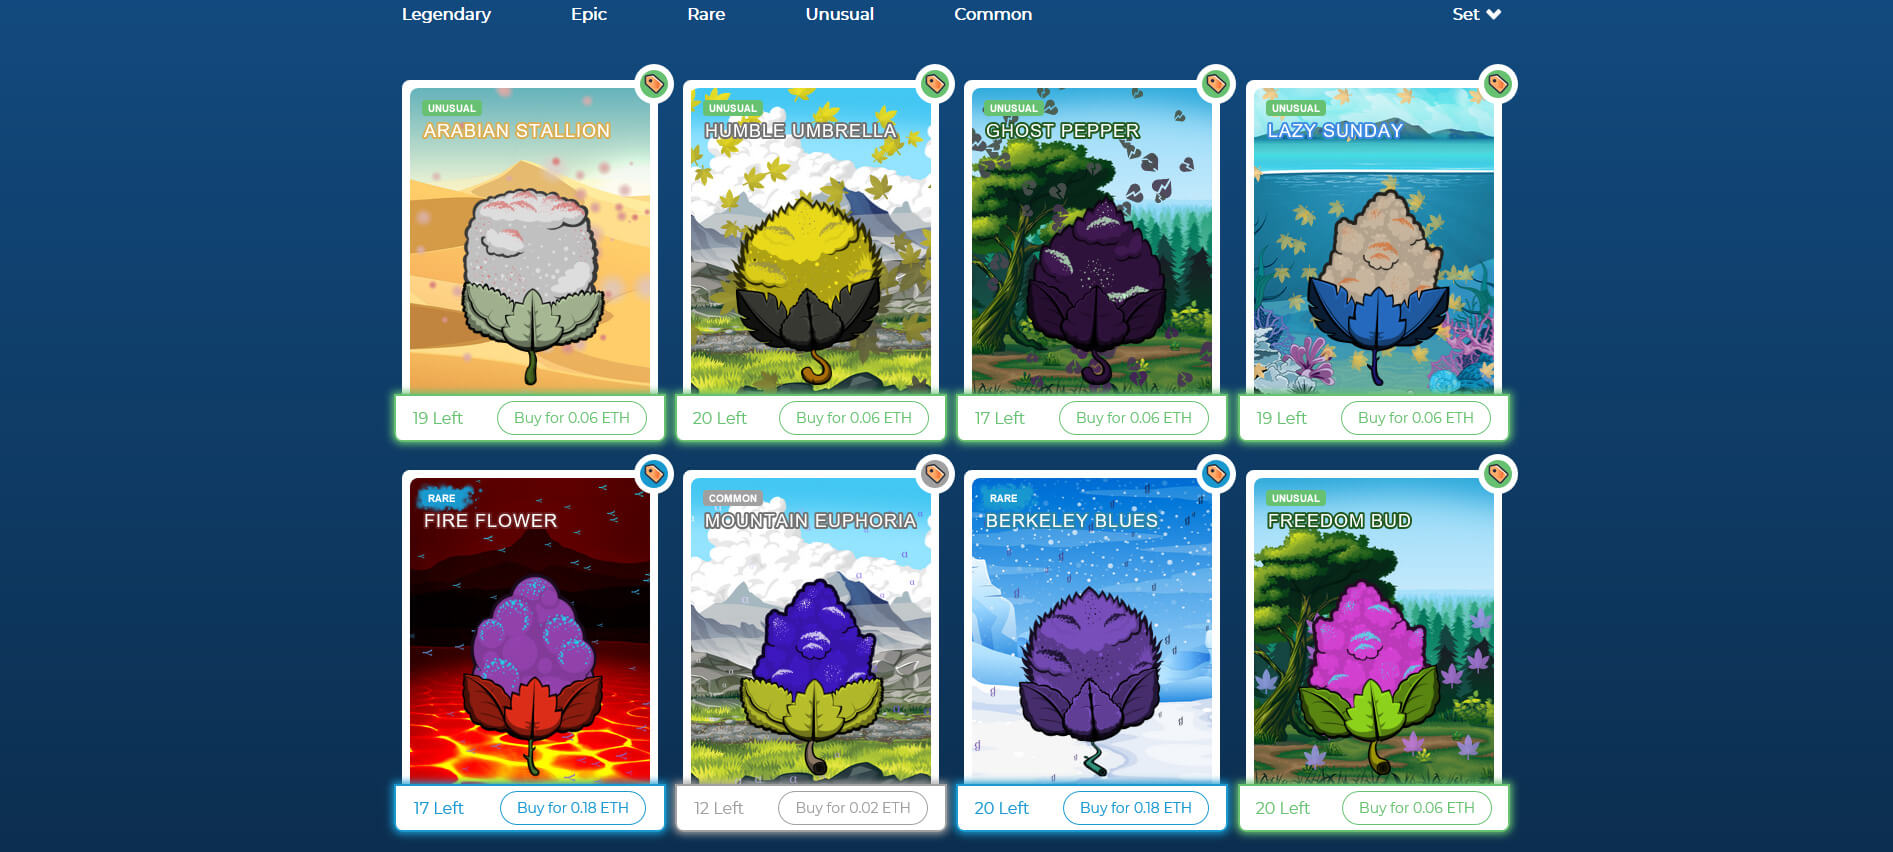 Legendary Epic Rare Unusual Common Set
UNUSUAL
ARABIAN STALLION
19 Left Buy for 0.06 ETH
UNUSUAL
HUMBLE UMBRELLA
20 Left Buy for 0.06 ETH
UNUSUAL
GHOST PEPPER
17 Left Buy for 0.06 ETH
UNUSUAL
LAZY SUNDAY
19 Left Buy for 0.06 ETH
RARE
FIRE FLOWER
17 Left Buy for 0.18 ETH
COMMON
MOUNTAIN EUPHORIA
12 Left Buy for 0.02 ETH
RARE
BERKELEY BLUES
20 Left Buy for 0.18 ETH
UNUSUAL
FREEDOM BUD
20 Left Buy for 0.06 ETH